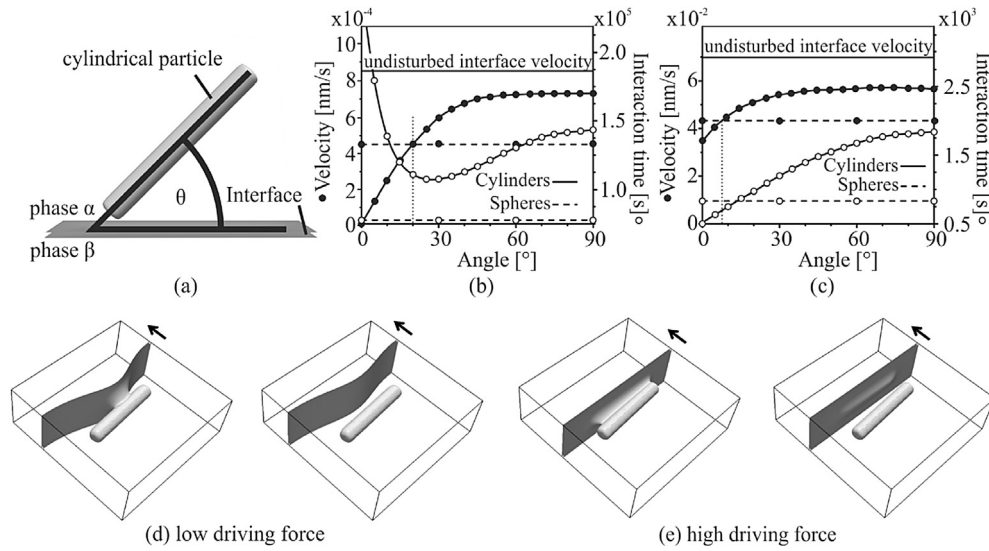 cylindrical particle
θ
Interface
phase α
phase β
(a)
x10⁻⁴
x10⁵
10
8
6
4
2
0
Velocity [nm/s]
undisturbed interface velocity
Cylinders
Spheres
2.0
1.8
1.4
1.0
Interaction time [s]
0
30
60
90
Angle [°]
(b)
x10⁻²
x10³
6
4
2
0
Velocity [nm/s]
undisturbed interface velocity
Cylinders
Spheres
2.5
2.0
1.5
1.0
0.5
Interaction time [s]
0
30
60
90
Angle [°]
(c)
(d) low driving force
(e) high driving force